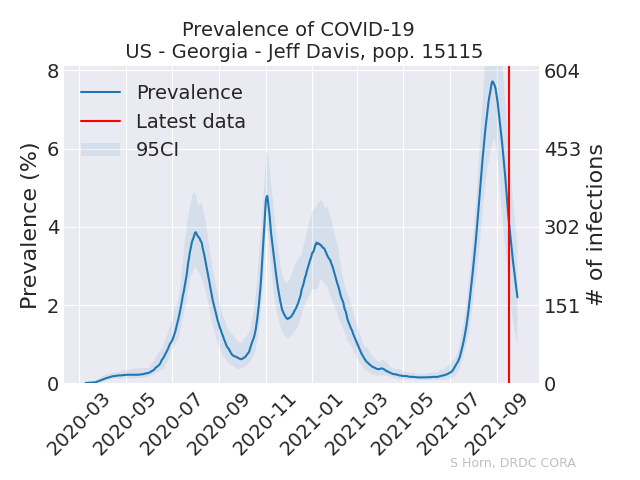 Prevalence of COVID-19
US - Georgia - Jeff Davis, pop. 15115
Prevalence (%)
8
6
4
2
0
Prevalence
Latest data
95CI
604
453
302
151
0
# of infections
2020-03
2020-05
2020-07
2020-09
2020-11
2021-01
2021-03
2021-05
2021-07
2021-09
S Horn, DRDC CORA